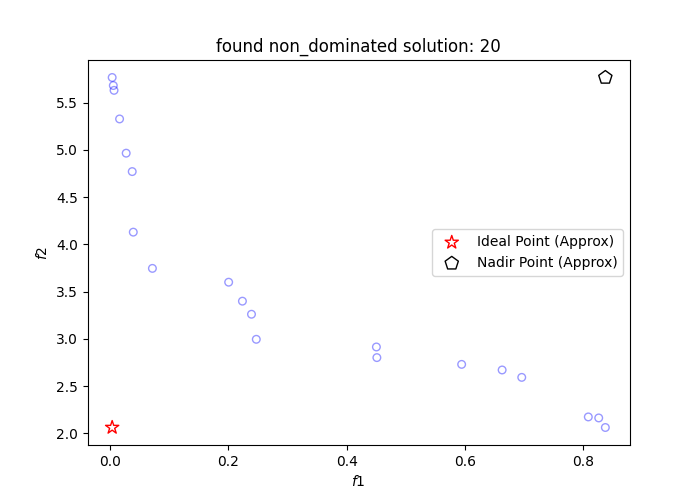 found non_dominated solution: 20
5.5
5.0
4.5
4.0
3.5
3.0
2.5
2.0
f2
Ideal Point (Approx)
Nadir Point (Approx)
0.0 0.2 0.4 0.6 0.8
f1